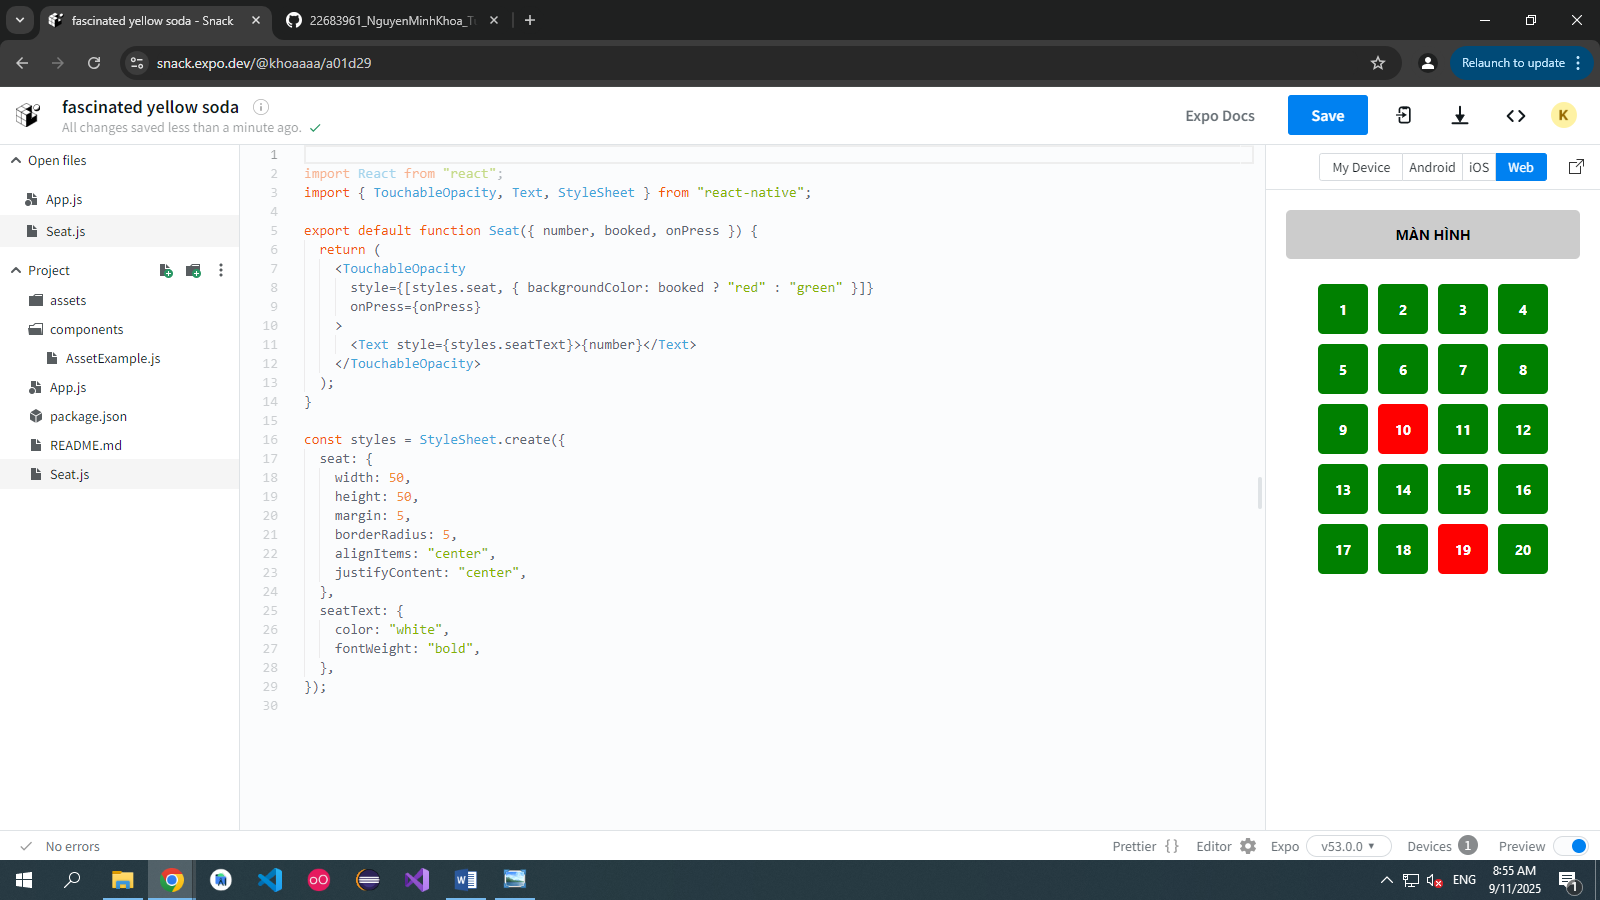 fascinated yellow soda - Snack
22683961_NguyenMinhKhoa_T
snack.expo.dev/@khoaaaa/a01d29
Relaunch to update
fascinated yellow soda
All changes saved less than a minute ago.
Expo Docs
Save
K
Open files
App.js
Seat.js
Project
assets
components
AssetExample.js
App.js
package.json
README.md
Seat.js
1
2 import React from "react";
3 import { TouchableOpacity, Text, StyleSheet } from "react-native";
4
5 export default function Seat({ number, booked, onPress }) {
6 return (
7 <TouchableOpacity
8 style={[styles.seat, { backgroundColor: booked ? "red" : "green" }]}
9 onPress={onPress}
10 >
11 <Text style={styles.seatText}>{number}</Text>
12 </TouchableOpacity>
13 );
14 }
15
16 const styles = StyleSheet.create({
17 seat: {
18 width: 50,
19 height: 50,
20 margin: 5,
21 borderRadius: 5,
22 alignItems: "center",
23 justifyContent: "center",
24 },
25 seatText: {
26 color: "white",
27 fontWeight: "bold",
28 },
29 });
30
My Device Android iOS Web
MÀN HÌNH
1 2 3 4
5 6 7 8
9 10 11 12
13 14 15 16
17 18 19 20
No errors
Prettier {} Editor Expo v53.0.0 Devices 1 Preview
ENG
8:55 AM
9/11/2025
1